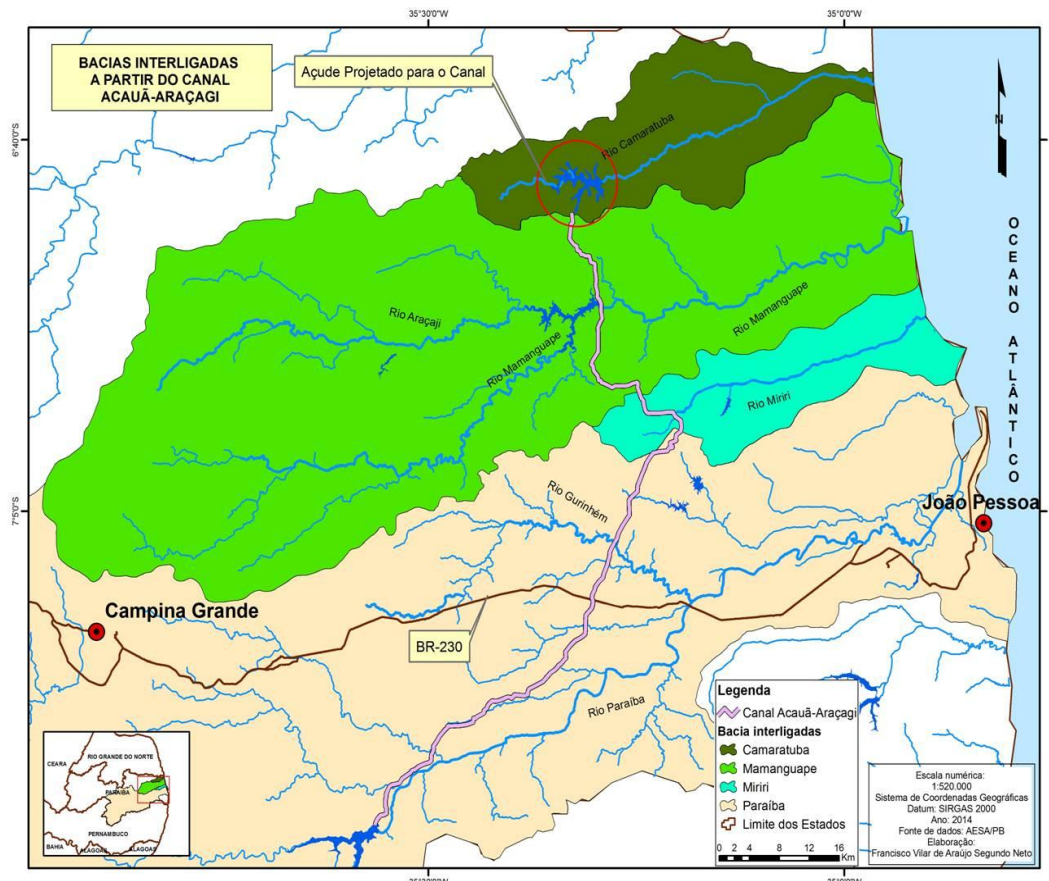 35°30'0"W
35°0'0"W
BACIAS INTERLIGADAS
A PARTIR DO CANAL
ACAUÃ-ARAÇAGI
Açude Projetado para o Canal
N
6°40'0"S
Rio Camaratuba
OCEANO ATLÂNTICO
Rio Araçaji
Rio Mamanguape
Rio Mamanguape
Rio Miriri
7°5'0"S
Rio Gurinhém
João Pessoa
Campina Grande
BR-230
Rio Paraíba
Legenda
Canal Acauã-Araçagi
Bacia interligadas
Camaratuba
Mamanguape
Miriri
Paraíba
Limite dos Estados
0 2 4 8 12 16
Km
Escala numérica:
1:520.000
Sistema de Coordenadas Geográficas
Datum: SIRGAS 2000
Ano: 2014
Fonte de dados: AESA/PB
Elaboração:
Francisco Vilar de Araújo Segundo Neto
RIO GRANDE DO NORTE
CEARA
PARAIBA
PERNAMBUCO
BAHIA
ALAGOAS
ALAGOAS